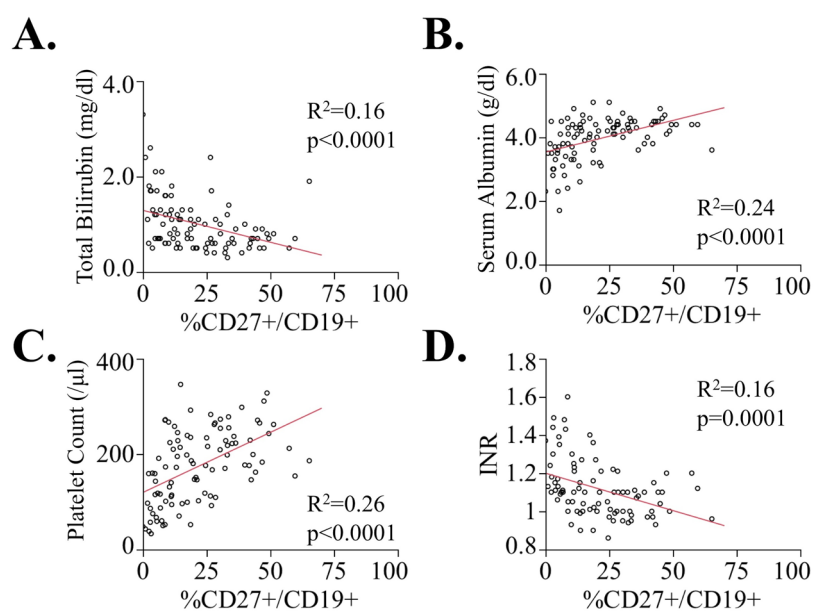 A.
Total Bilirubin (mg/dl)
4.0
2.0
0.0
R²=0.16
p<0.0001
0 25 50 75 100
%CD27+/CD19+
B.
Serum Albumin (g/dl)
6.0
4.0
2.0
0.0
R²=0.24
p<0.0001
0 25 50 75 100
%CD27+/CD19+
C.
Platelet Count (/µl)
400
200
0
R²=0.26
p<0.0001
0 25 50 75 100
%CD27+/CD19+
D.
INR
1.8
1.6
1.4
1.2
1
0.8
R²=0.16
p=0.0001
0 25 50 75 100
%CD27+/CD19+